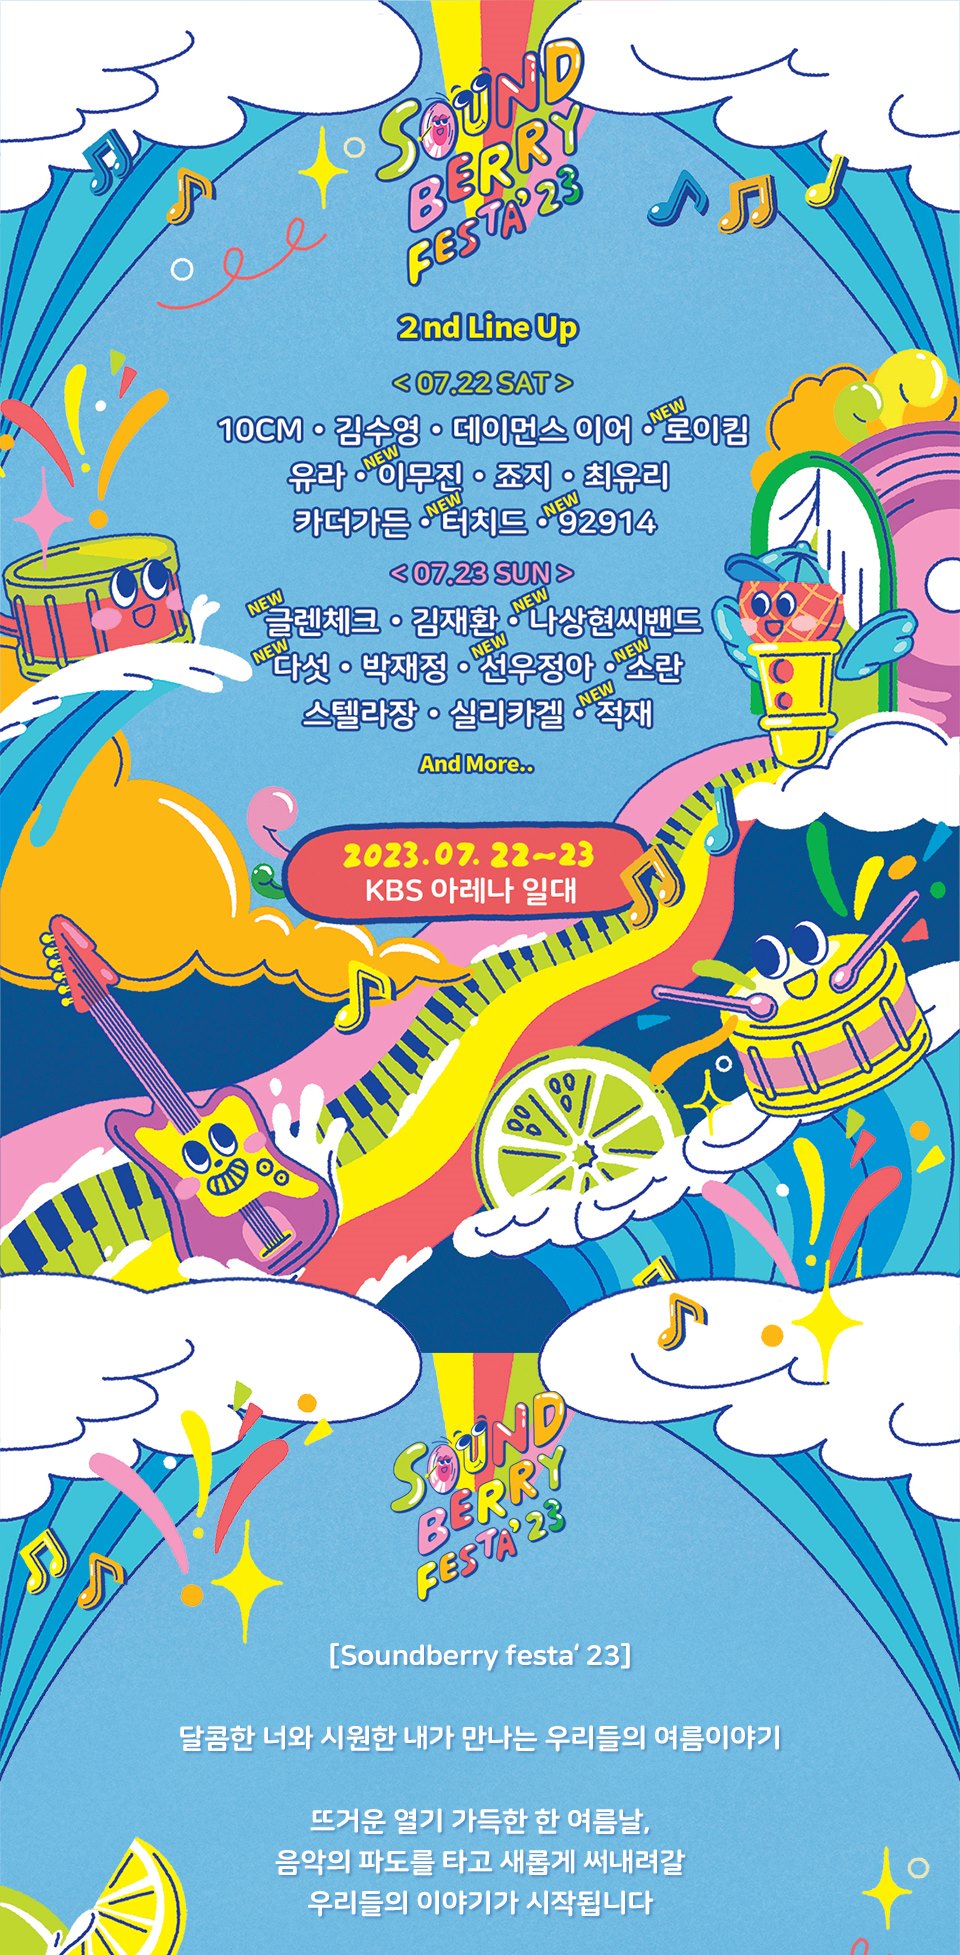 SOUND
BERRY
FESTA'23
2nd Line Up
< 07.22 SAT >
10CM • 김수영 • 데이먼스 이어 • NEW 로이킴
유라 • NEW 이무진 • 죠지 • 최유리
카더가든 • NEW 터치드 • NEW 92914
< 07.23 SUN >
NEW 글렌체크 • 김재환 • NEW 나상현씨밴드
NEW 다섯 • 박재정 • NEW 선우정아 • NEW 소란
스텔라장 • 실리카겔 • NEW 적재
And More..
2023.07. 22~23
KBS 아레나 일대
SOUND
BERRY
FESTA'23
[Soundberry festa' 23]
달콤한 너와 시원한 내가 만나는 우리들의 여름이야기
뜨거운 열기 가득한 한 여름날,
음악의 파도를 타고 새롭게 써내려갈
우리들의 이야기가 시작됩니다